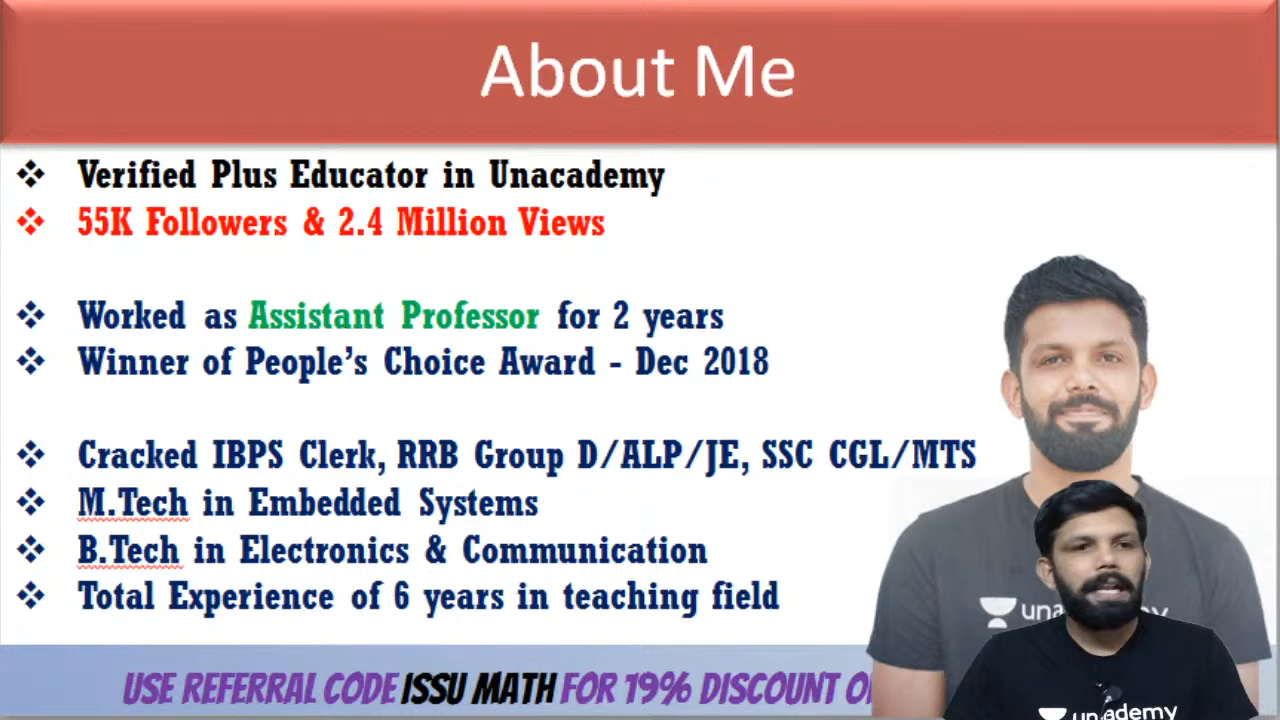 About Me
❖ Verified Plus Educator in Unacademy
❖ 55K Followers & 2.4 Million Views
❖ Worked as Assistant Professor for 2 years
❖ Winner of People's Choice Award - Dec 2018
❖ Cracked IBPS Clerk, RRB Group D/ALP/JE, SSC CGL/MTS
❖ M.Tech in Embedded Systems
❖ B.Tech in Electronics & Communication
❖ Total Experience of 6 years in teaching field
USE REFERRAL CODE ISSU MATH FOR 19% DISCOUNT
unacademy